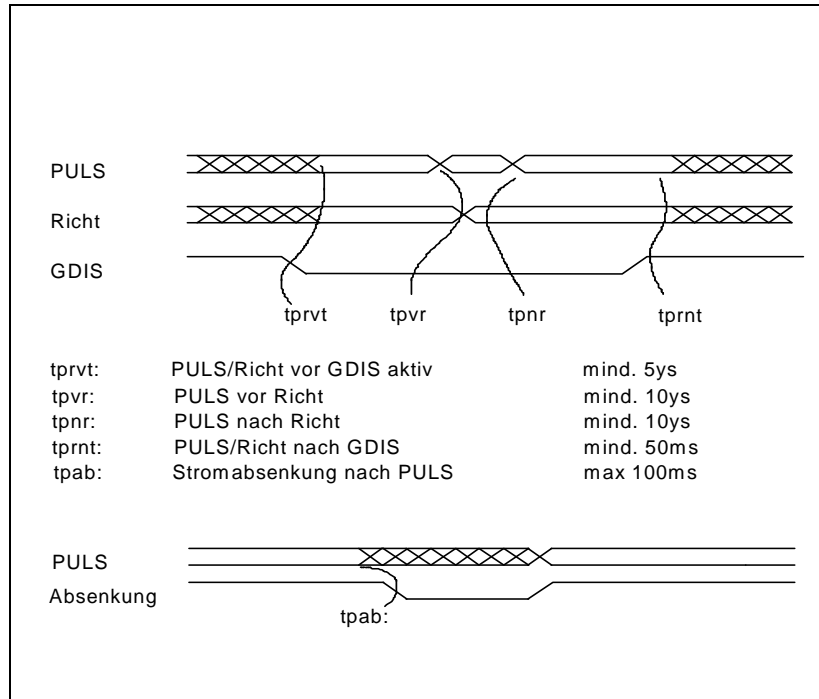 PULS
Richt
GDIS
tprvt tpvr tpnr tprnt
tprvt: PULS/Richt vor GDIS aktiv mind. 5ys
tpvr: PULS vor Richt mind. 10ys
tpnr: PULS nach Richt mind. 10ys
tprnt: PULS/Richt nach GDIS mind. 50ms
tpab: Stromabsenkung nach PULS max 100ms
PULS
Absenkung
tpab: